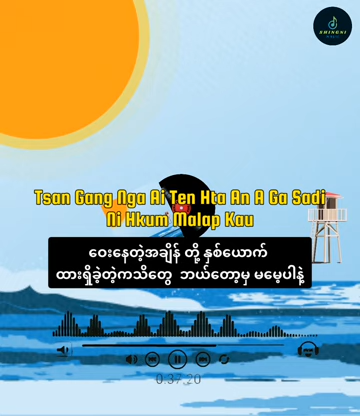 SHINGNI
Tsan Gang Nga Ai Ten Hta An A Ga Sadi
Ni Hkum Malap Kau
ဝေးနေတဲ့အချိန် တို့ နှစ်ယောက်
ထားရှိခဲ့တဲ့ကသိတွေ ဘယ်တော့မှ မမေ့ပါနဲ့
0:37:20